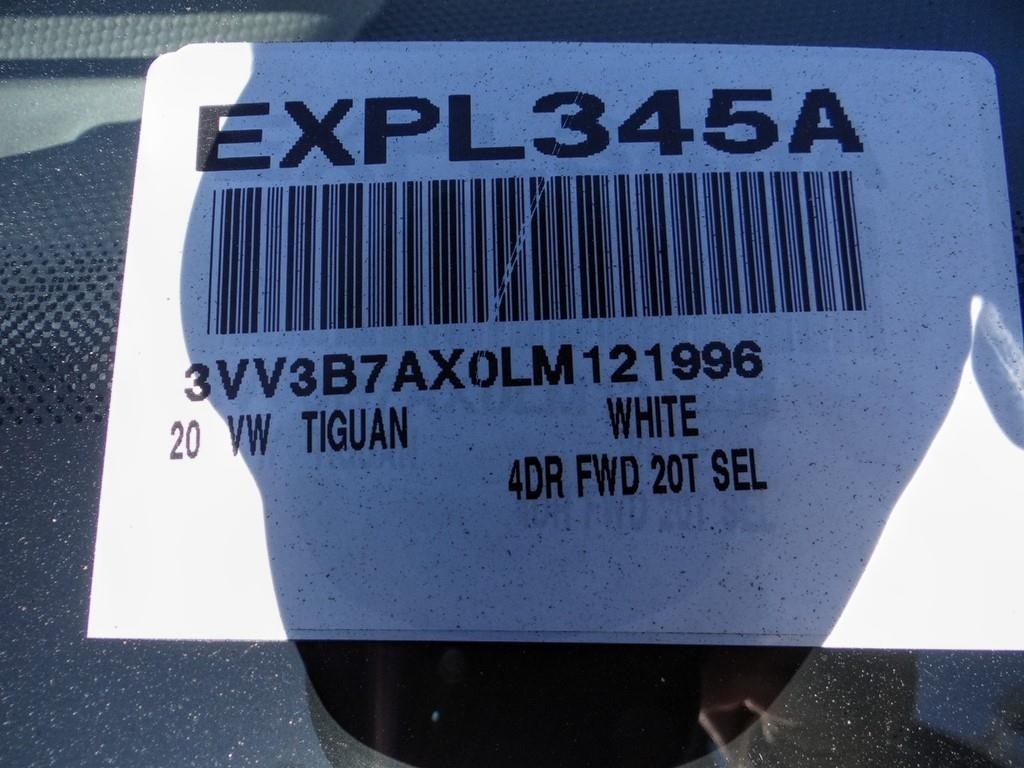 EXPL345A
3VV3B7AX0LM121996
20 VW TIGUAN WHITE
4DR FWD 20T SEL